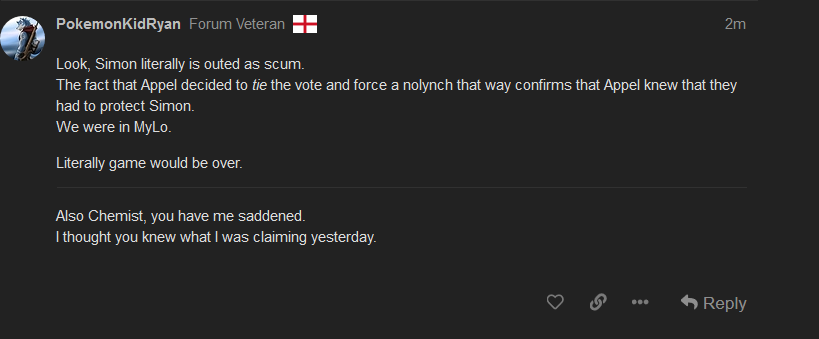 PokemonKidRyan Forum Veteran 2m
Look, Simon literally is outed as scum.
The fact that Appel decided to tie the vote and force a nolynch that way confirms that Appel knew that they
had to protect Simon.
We were in MyLo.
Literally game would be over.
Also Chemist, you have me saddened.
I thought you knew what I was claiming yesterday.
Reply